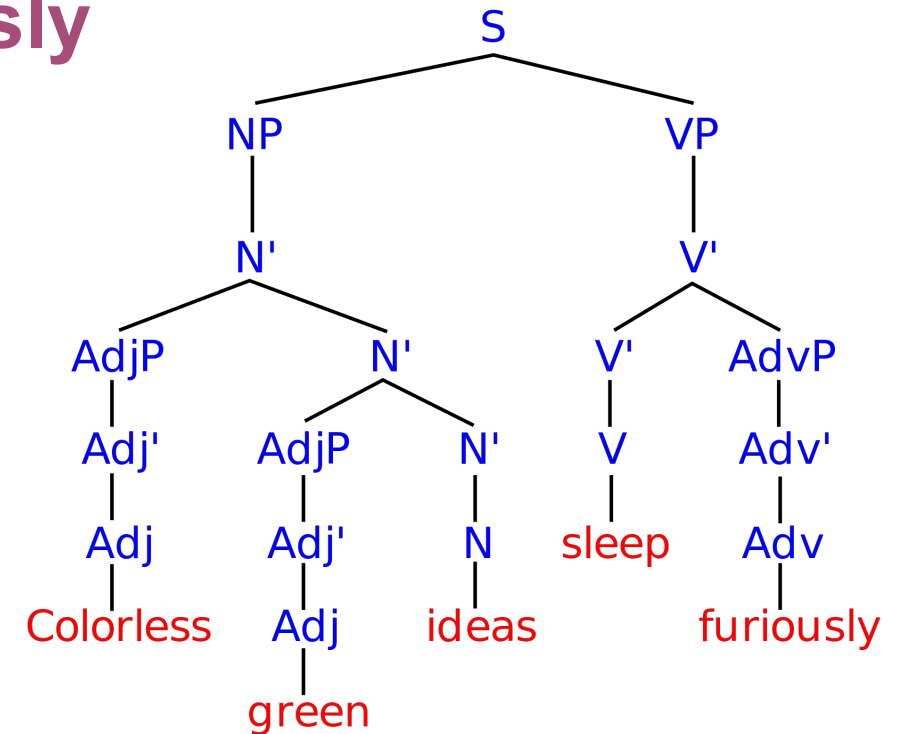 sly
S
NP VP
N' V'
AdjP N' V' AdvP
Adj' AdjP N' V Adv'
Adj Adj' N sleep Adv
Colorless Adj ideas furiously
green